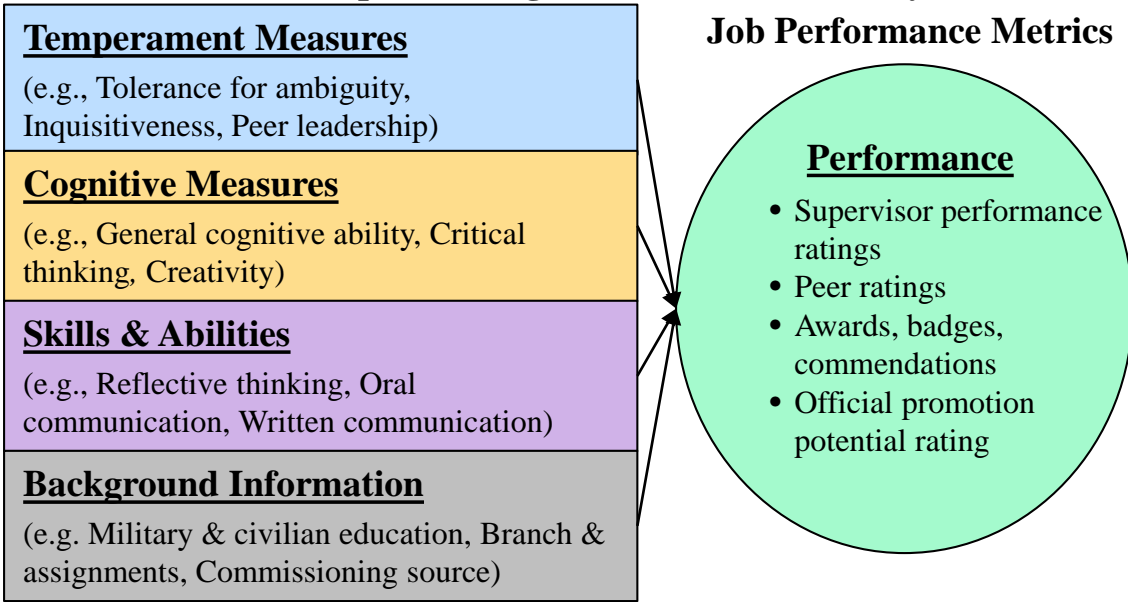 Temperament Measures
(e.g., Tolerance for ambiguity,
Inquisitiveness, Peer leadership)
Cognitive Measures
(e.g., General cognitive ability, Critical
thinking, Creativity)
Skills & Abilities
(e.g., Reflective thinking, Oral
communication, Written communication)
Background Information
(e.g. Military & civilian education, Branch &
assignments, Commissioning source)
Job Performance Metrics
Performance
• Supervisor performance
ratings
• Peer ratings
• Awards, badges,
commendations
• Official promotion
potential rating